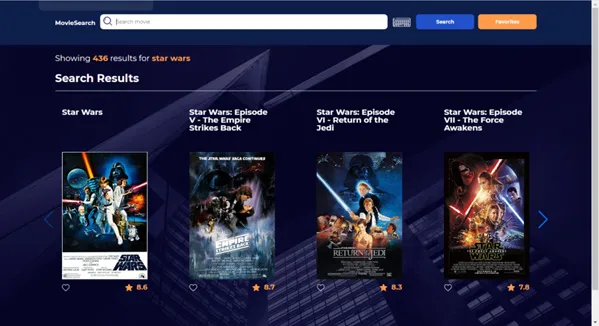 MovieSearch
Search movie
Search
Favorites
Showing 436 results for star wars
Search Results
Star Wars
Star Wars: Episode
V - The Empire
Strikes Back
Star Wars: Episode
VI - Return of the
Jedi
Star Wars: Episode
VII - The Force
Awakens
STAR
WARS
THE STAR WARS SAGA CONTINUES
THE
EMPIRE
STRIKES BACK
RETURN OF THE JEDI
STAR
THE FORCE AWAKENS
WARS
8.6
8.7
8.3
7.8